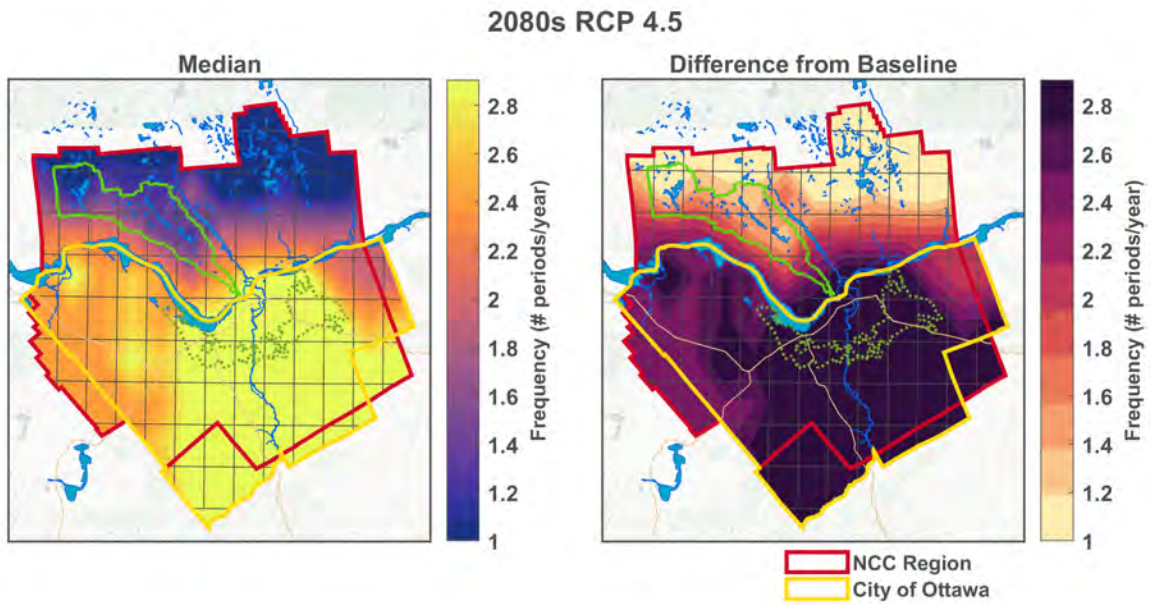 2080s RCP 4.5
Median
2.8
2.6
2.4
2.2
2
1.8
1.6
1.4
1.2
1
Frequency (# periods/year)
Difference from Baseline
2.8
2.6
2.4
2.2
2
1.8
1.6
1.4
1.2
1
Frequency (# periods/year)
NCC Region
City of Ottawa